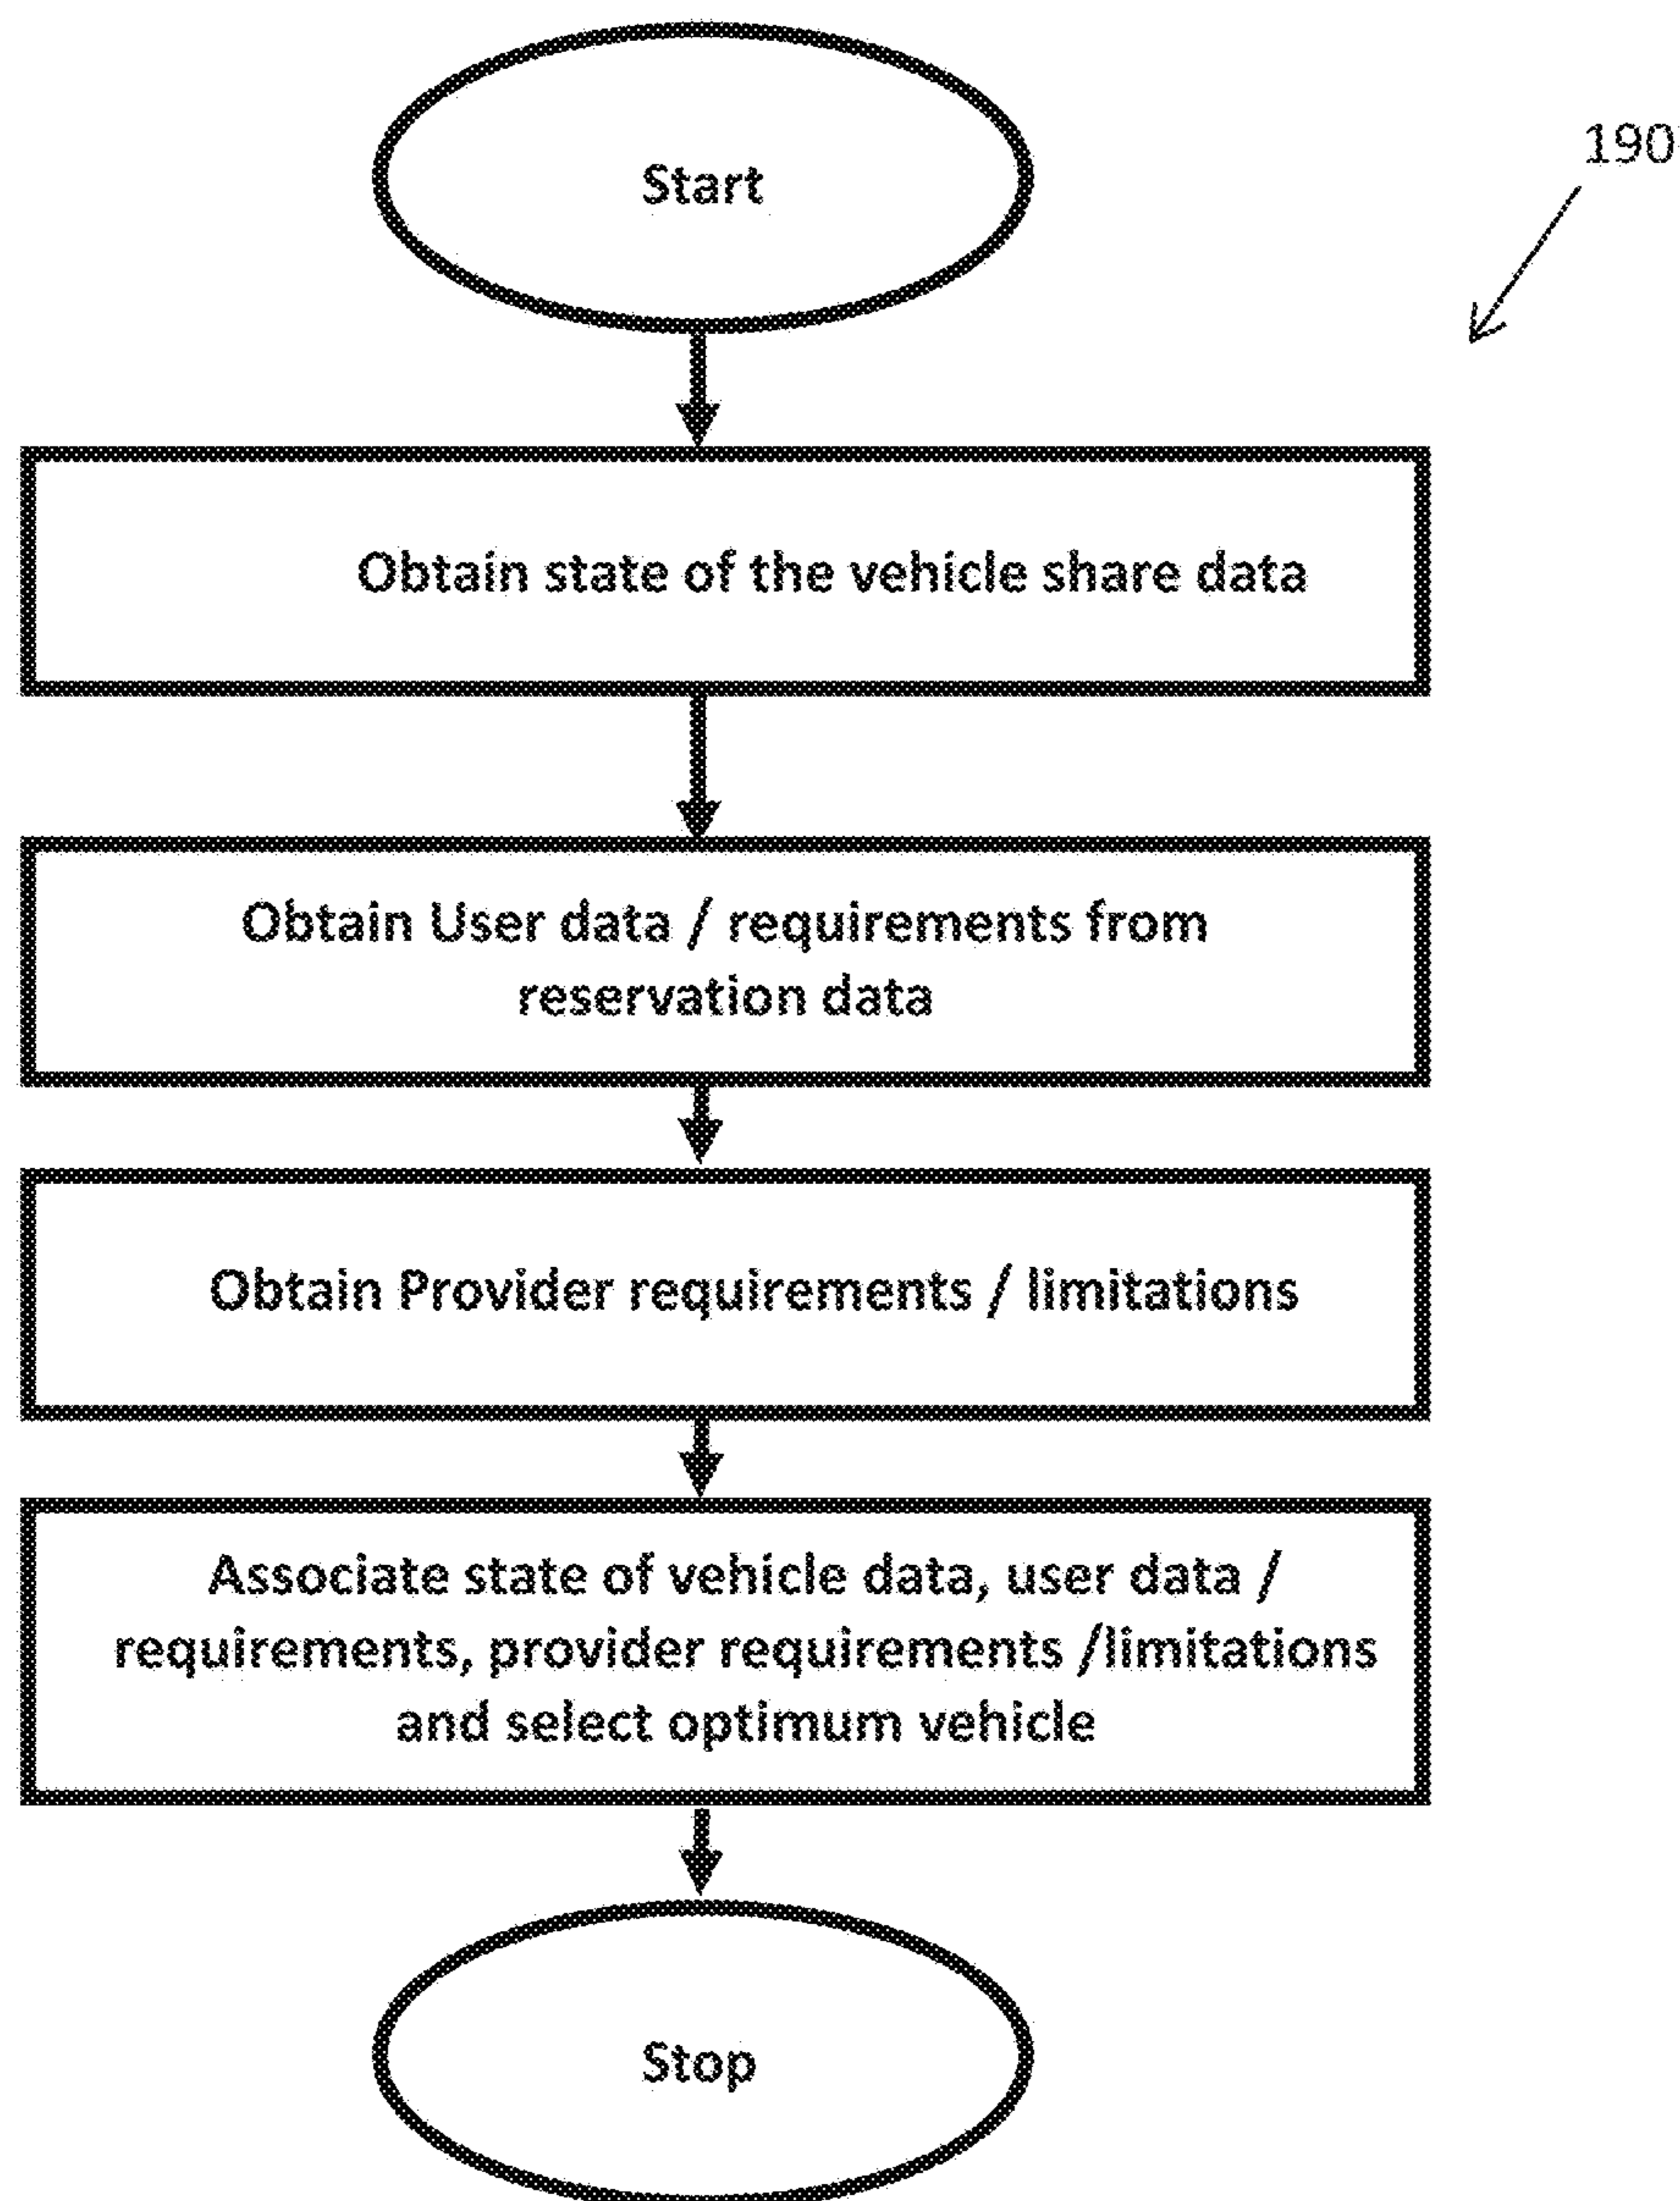 Start
190
Obtain state of the vehicle share data
Obtain User data / requirements from
reservation data
Obtain Provider requirements / limitations
Associate state of vehicle data, user data /
requirements, provider requirements /limitations
and select optimum vehicle
Stop